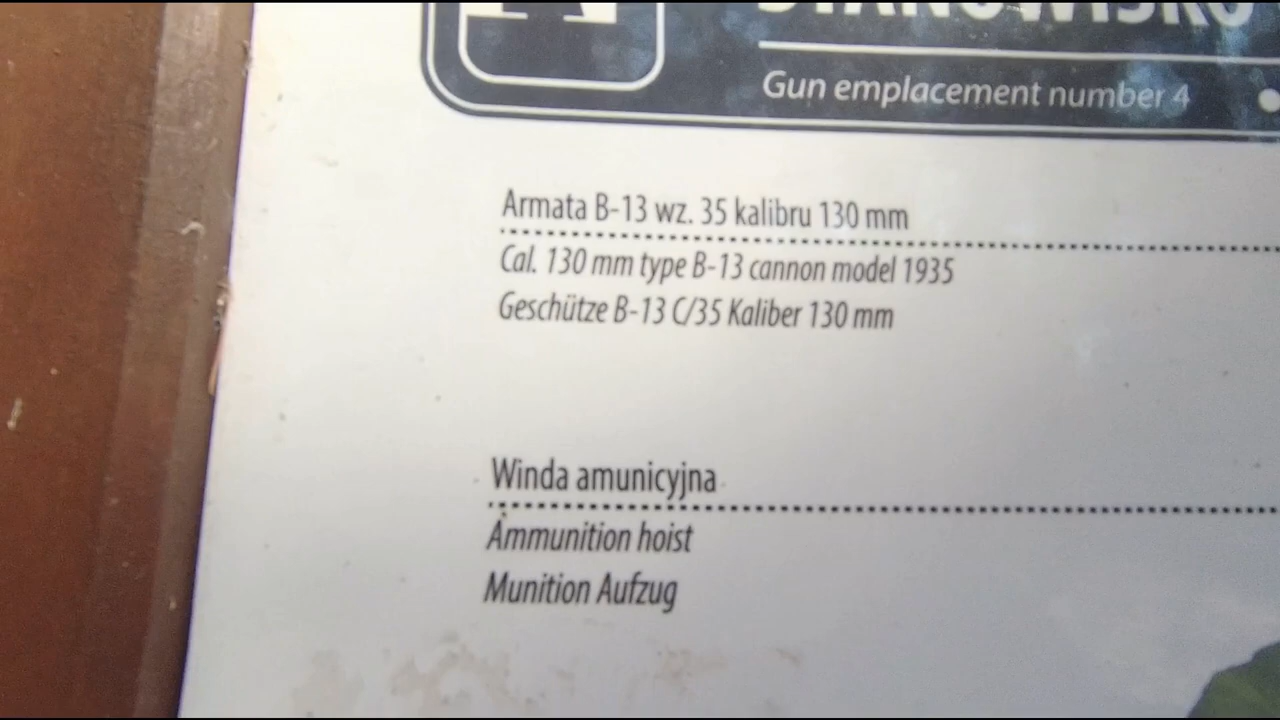 STANOWISKO
Gun emplacement number 4
Armata B-13 wz. 35 kalibru 130 mm
Cal. 130 mm type B-13 cannon model 1935
Geschütze B-13 C/35 Kaliber 130 mm
Winda amunicyjna
Ammunition hoist
Munition Aufzug